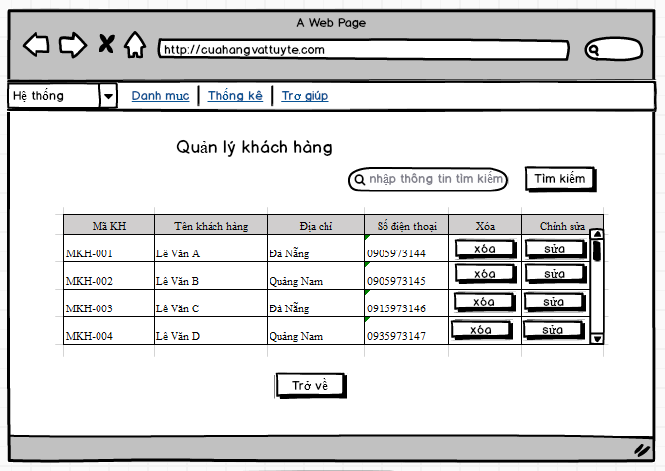 A Web Page
http://cuahangvattuyte.com
Hệ thống Danh mục Thống kê Trợ giúp
Quản lý khách hàng
nhập thông tin tìm kiếm Tìm kiếm
Mã KH Tên khách hàng Địa chỉ Số điện thoại Xóa Chỉnh sửa
MKH-001 Lê Văn A Đà Nẵng 0905973144 xóa sửa
MKH-002 Lê Văn B Quảng Nam 0905973145 xóa sửa
MKH-003 Lê Văn C Đà Nẵng 0915973146 xóa sửa
MKH-004 Lê Văn D Quảng Nam 0935973147 xóa sửa
Trở về